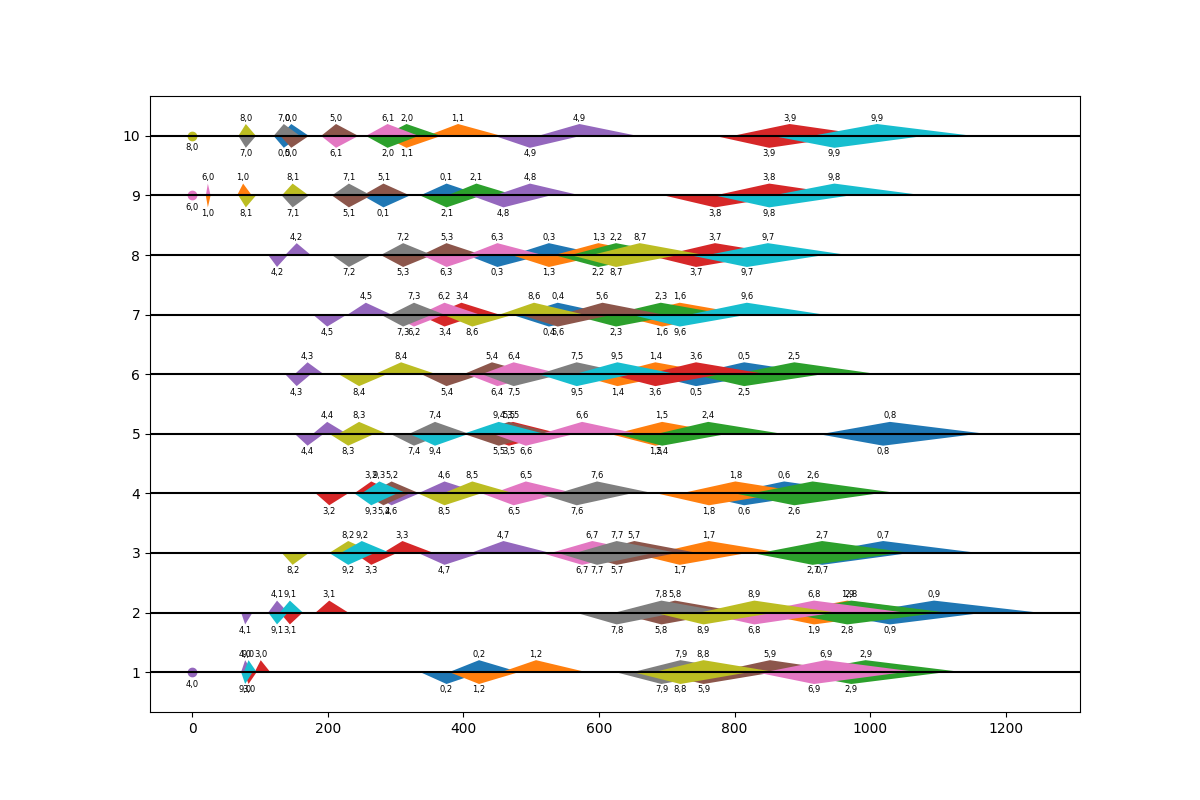 8,0 7,0 0,0 5,0 6,1 2,0 1,1 4,9 3,9 9,9
10
8,0 7,0 0,0 5,0 6,1 2,0 1,1 4,9 3,9 9,9
6,0 1,0 8,1 7,1 5,1 0,1 2,1 4,8 3,8 9,8
9
6,0 1,0 8,1 7,1 5,1 0,1 2,1 4,8 3,8 9,8
4,2 7,2 5,3 6,3 0,3 1,3 2,2 8,7 3,7 9,7
8
4,2 7,2 5,3 6,3 0,3 1,3 2,2 8,7 3,7 9,7
4,5 7,3 6,2 3,4 8,6 0,4 5,6 2,3 1,6 9,6
7
4,5 7,3 6,2 3,4 8,6 0,4 5,6 2,3 1,6 9,6
4,3 8,4 5,4 6,4 7,5 9,5 1,4 3,6 0,5 2,5
6
4,3 8,4 5,4 6,4 7,5 9,5 1,4 3,6 0,5 2,5
4,4 8,3 7,4 9,4 5,5 3,5 6,6 1,5 2,4 0,8
5
4,4 8,3 7,4 9,4 5,5 3,5 6,6 1,5 2,4 0,8
3,2 9,3 5,2 4,6 8,5 6,5 7,6 1,8 0,6 2,6
4
3,2 9,3 5,2 4,6 8,5 6,5 7,6 1,8 0,6 2,6
8,2 9,2 3,3 4,7 6,7 7,7 5,7 1,7 2,7 0,7
3
8,2 9,2 3,3 4,7 6,7 7,7 5,7 1,7 2,7 0,7
4,1 9,1 3,1 7,8 5,8 8,9 6,8 1,9 2,8 0,9
2
4,1 9,1 3,1 7,8 5,8 8,9 6,8 1,9 2,8 0,9
4,0 9,0 3,0 0,2 1,2 7,9 8,8 5,9 6,9 2,9
1
4,0 9,0 3,0 0,2 1,2 7,9 8,8 5,9 6,9 2,9
0 200 400 600 800 1000 1200